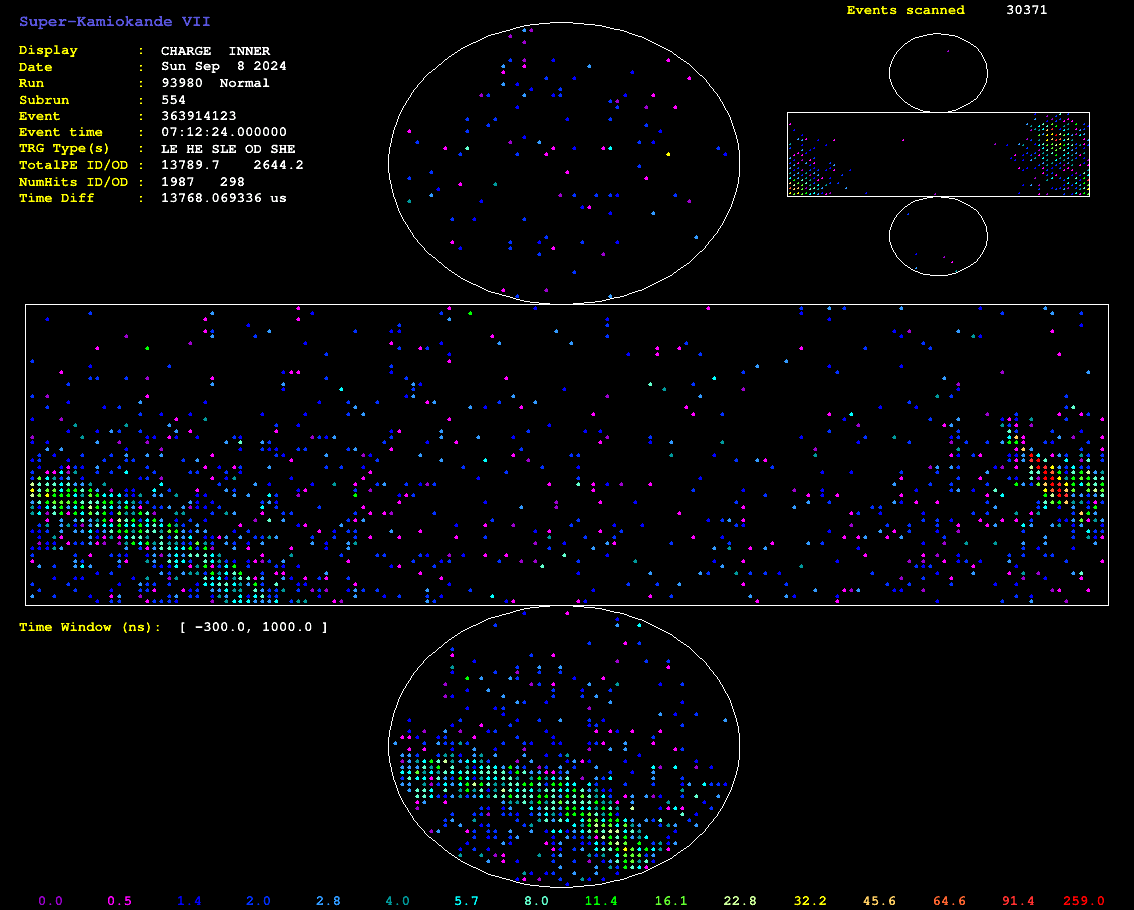 Super-Kamiokande VII
Events scanned 30371
Display : CHARGE INNER
Date : Sun Sep 8 2024
Run : 93980 Normal
Subrun : 554
Event : 363914123
Event time : 07:12:24.000000
TRG Type(s) : LE HE SLE OD SHE
TotalPE ID/OD : 13789.7 2644.2
NumHits ID/OD : 1987 298
Time Diff : 13768.069336 us
Time Window (ns): [ -300.0, 1000.0 ]
0.0 0.5 1.4 2.0 2.8 4.0 5.7 8.0 11.4 16.1 22.8 32.2 45.6 64.6 91.4 259.0